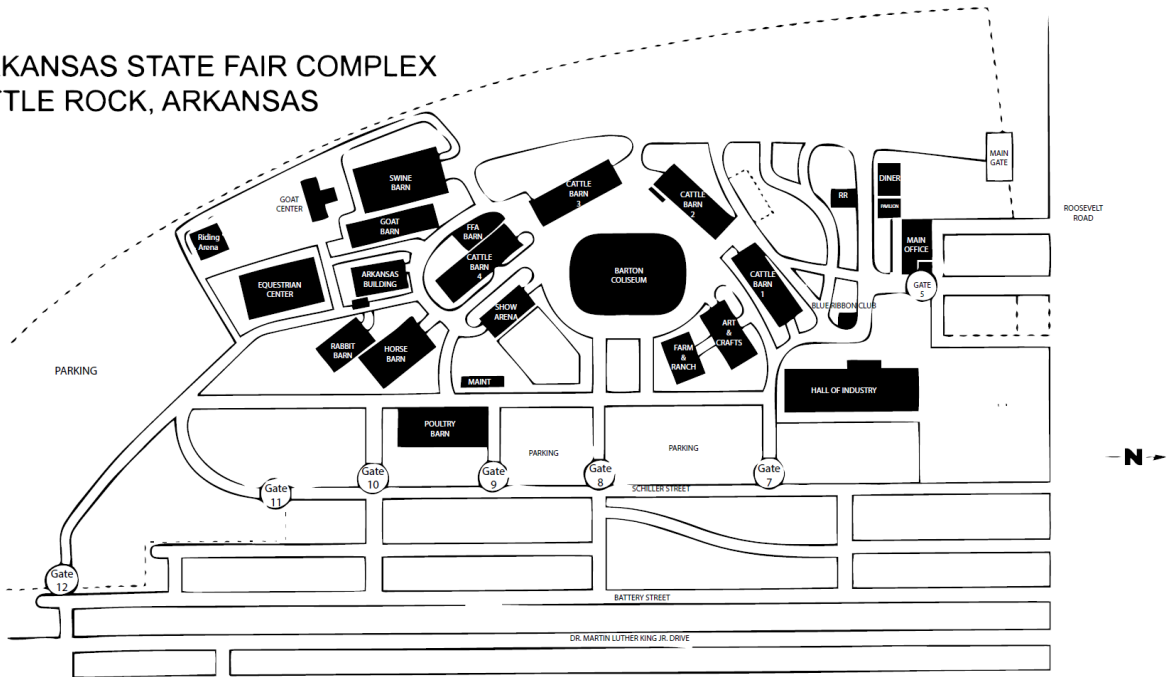 KANSAS STATE FAIR COMPLEX
TTLE ROCK, ARKANSAS
MAIN
GATE
SWINE
BARN
GOAT
CENTER
CATTLE
BARN
3
CATTLE
BARN
2
RR
DINER
PAVILION
ROOSEVELT
ROAD
Riding
Arena
GOAT
BARN
FFA
BARN
CATTLE
BARN
4
MAIN
OFFICE
EQUESTRIAN
CENTER
ARKANSAS
BUILDING
BARTON
COLISEUM
CATTLE
BARN
1
GATE
5
BLUE RIBBON CLUB
SHOW
ARENA
ART
&
CRAFTS
RABBIT
BARN
HORSE
BARN
FARM
&
RANCH
PARKING
MAINT
HALL OF INDUSTRY
POULTRY
BARN
PARKING
PARKING
N
Gate
11
Gate
10
Gate
9
Gate
8
Gate
7
SCHILLER STREET
Gate
12
BATTERY STREET
DR. MARTIN LUTHER KING JR. DRIVE